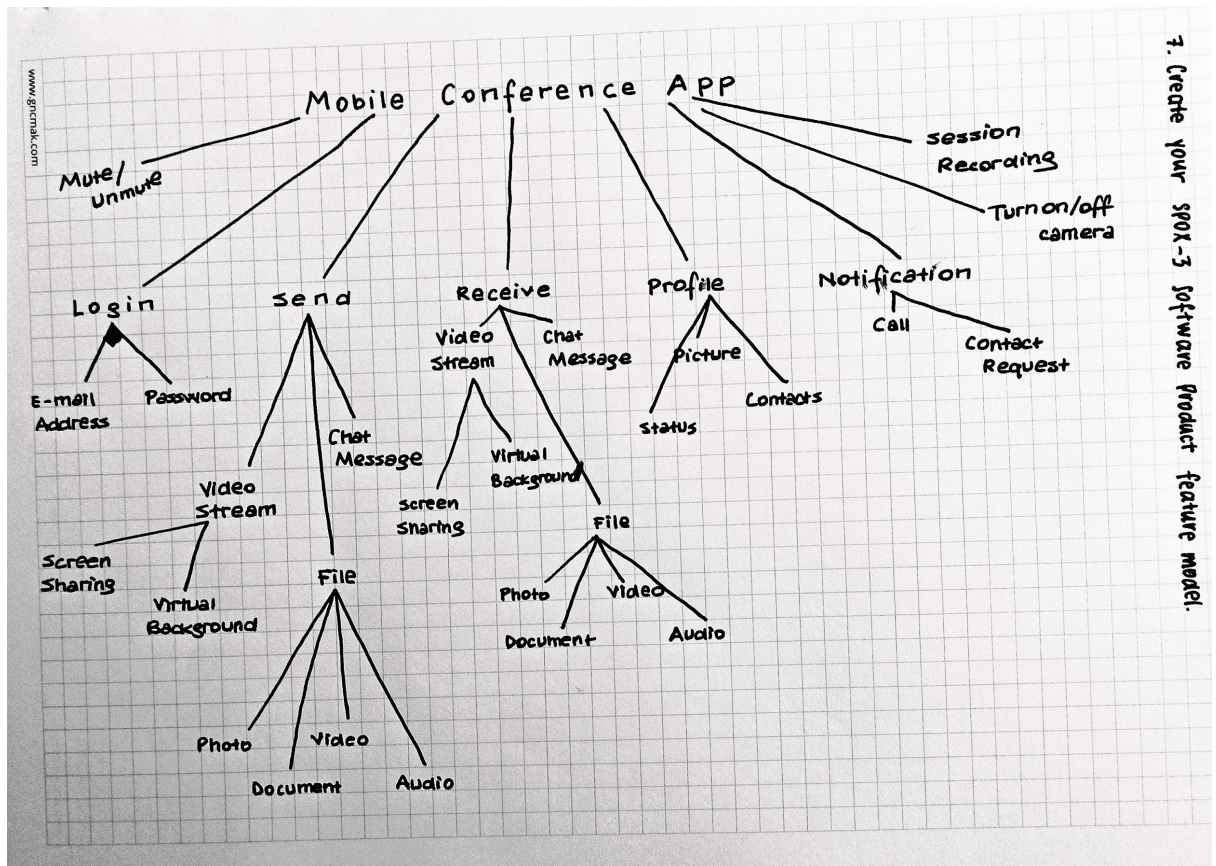 7. Create your SPOX-3 software product feature model.
www.gncmak.com
Mobile Conference App
Mute/
Unmute
Session
Recording
Turn on/off
camera
Login
E-mail
Address
Password
Send
Video
Stream
Screen
Sharing
Virtual
Background
File
Photo
Document
Video
Audio
Chat
Message
Receive
Video
Stream
Screen
Sharing
Virtual
Background
Chat
Message
File
Photo
Document
Video
Audio
Profile
Status
Picture
Contacts
Notification
Call
Contact
Request